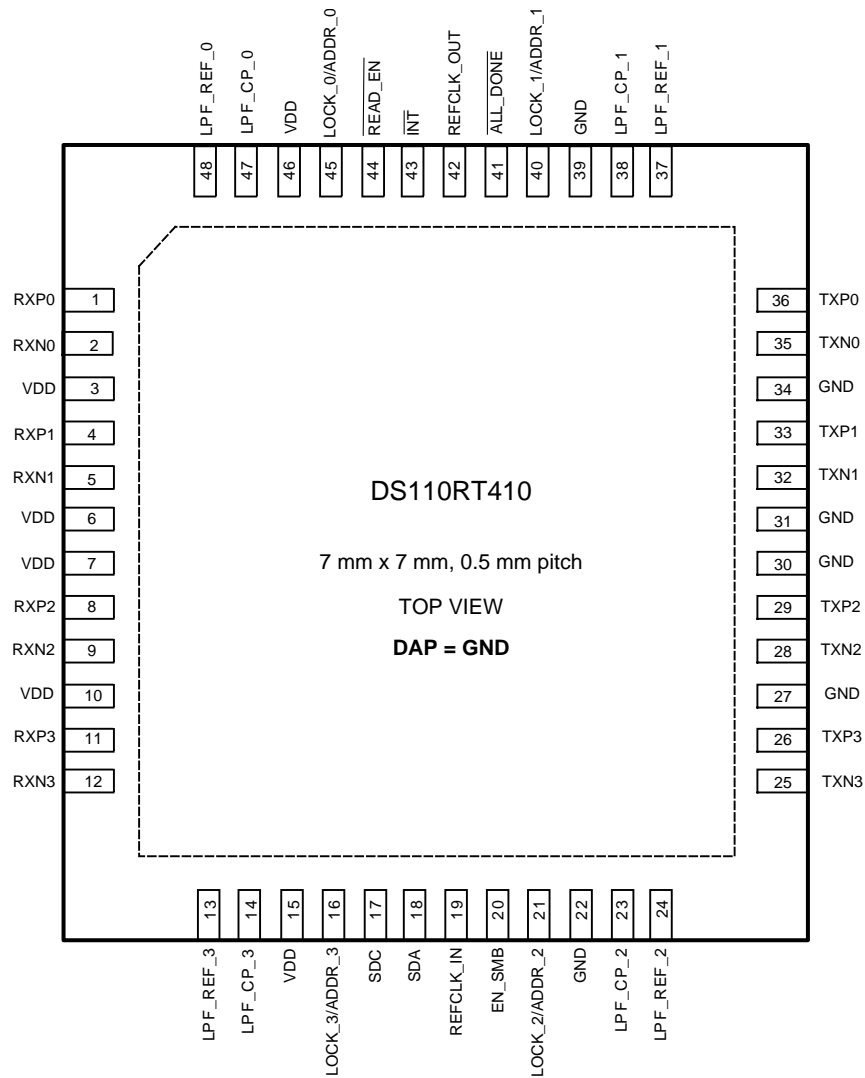 LPF_REF_0
LPF_CP_0
VDD
LOCK_0/ADDR_0
READ_EN
INT
REFCLK_OUT
ALL_DONE
LOCK_1/ADDR_1
GND
LPF_CP_1
LPF_REF_1
48
47
46
45
44
43
42
41
40
39
38
37
RXP0 1
RXN0 2
VDD 3
RXP1 4
RXN1 5
VDD 6
VDD 7
RXP2 8
RXN2 9
VDD 10
RXP3 11
RXN3 12
DS110RT410
7 mm x 7 mm, 0.5 mm pitch
TOP VIEW
DAP = GND
36 TXP0
35 TXN0
34 GND
33 TXP1
32 TXN1
31 GND
30 GND
29 TXP2
28 TXN2
27 GND
26 TXP3
25 TXN3
13
14
15
16
17
18
19
20
21
22
23
24
LPF_REF_3
LPF_CP_3
VDD
LOCK_3/ADDR_3
SDC
SDA
REFCLK_IN
EN_SMB
LOCK_2/ADDR_2
GND
LPF_CP_2
LPF_REF_2